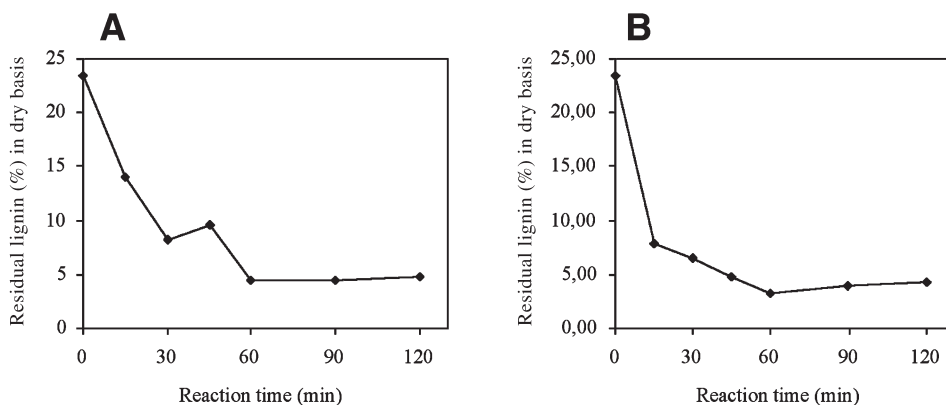 A
Residual lignin (%) in dry basis
25
20
15
10
5
0
0 30 60 90 120
Reaction time (min)
B
Residual lignin (%) in dry basis
25,00
20,00
15,00
10,00
5,00
0,00
0 30 60 90 120
Reaction time (min)